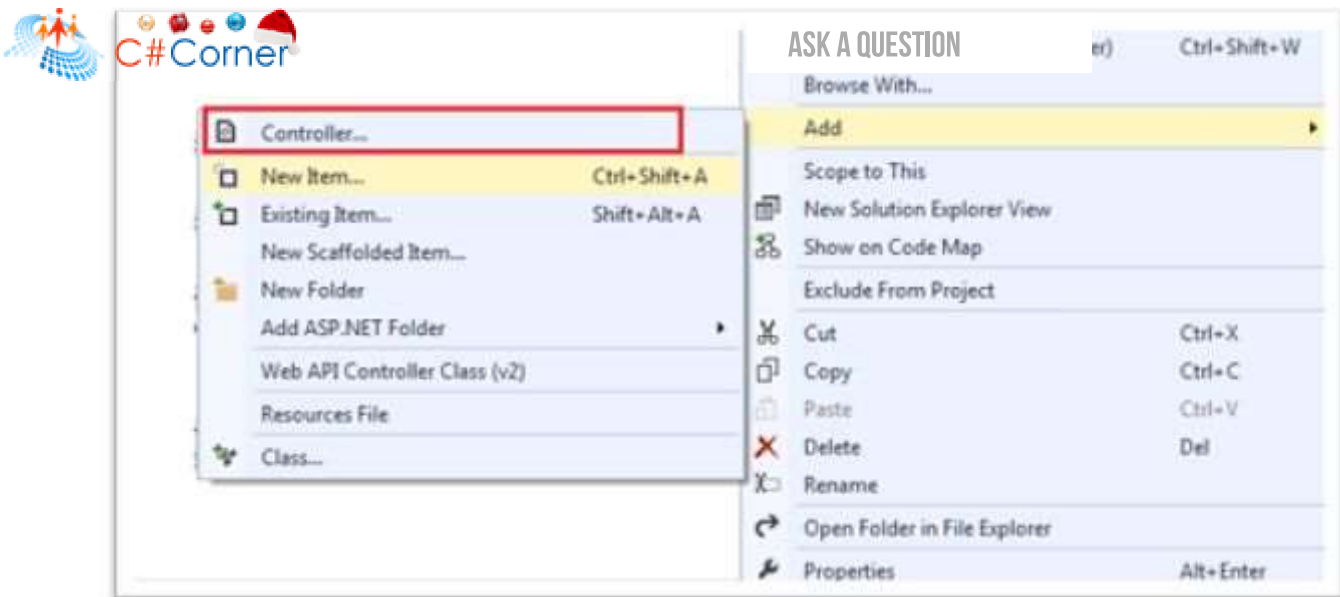 C#Corner
ASK A QUESTION
er) Ctrl+Shift+W
Browse With...
Add
Scope to This
New Solution Explorer View
Show on Code Map
Exclude From Project
Cut Ctrl+X
Copy Ctrl+C
Paste Ctrl+V
Delete Del
Rename
Open Folder in File Explorer
Properties Alt+Enter
Controller...
New Item... Ctrl+Shift+A
Existing Item... Shift+Alt+A
New Scaffolded Item...
New Folder
Add ASP.NET Folder
Web API Controller Class (v2)
Resources File
Class...